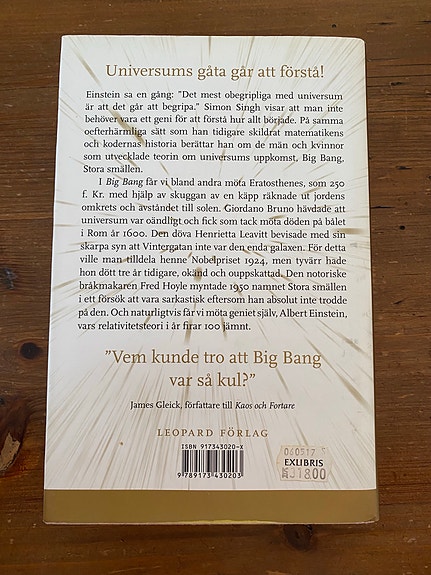 Universums gåta går att förstå!
Einstein sa en gång: ”Det mest obegripliga med universum
är att det går att begripa.” Simon Singh visar att man inte
behöver vara ett geni för att förstå hur allt började. På samma
oefterhärmliga sätt som han tidigare skildrat matematikens
och kodernas historia berättar han om de män och kvinnor
som utvecklade teorin om universums uppkomst, Big Bang,
Stora smällen.
I Big Bang får vi bland andra möta Eratosthenes, som 250
f. Kr. med hjälp av skuggan av en käpp räknade ut jordens
omkrets och avståndet till solen. Giordano Bruno hävdade att
universum var oändligt och fick som tack möta döden på bålet
i Rom år 1600. Den döva Henrietta Leavitt bevisade med sin
skarpa syn att Vintergatan inte var den enda galaxen. För detta
ville man tilldela henne Nobelpriset 1924, men tyvärr hade
hon dött tre år tidigare, okänd och ouppskattad. Den notoriske
bråkmakaren Fred Hoyle myntade 1950 namnet Stora smällen
i ett försök att vara sarkastisk eftersom han absolut inte trodde
på den. Och naturligtvis får vi möta geniet själv, Albert Einstein,
vars relativitetsteori i år firar 100 jämnt.
”Vem kunde tro att Big Bang
var så kul?”
James Gleick, författare till Kaos och Fortare
LEOPARD FÖRLAG
ISBN 917343020-X
9 789173 430203
060517 5
EXLIBRIS